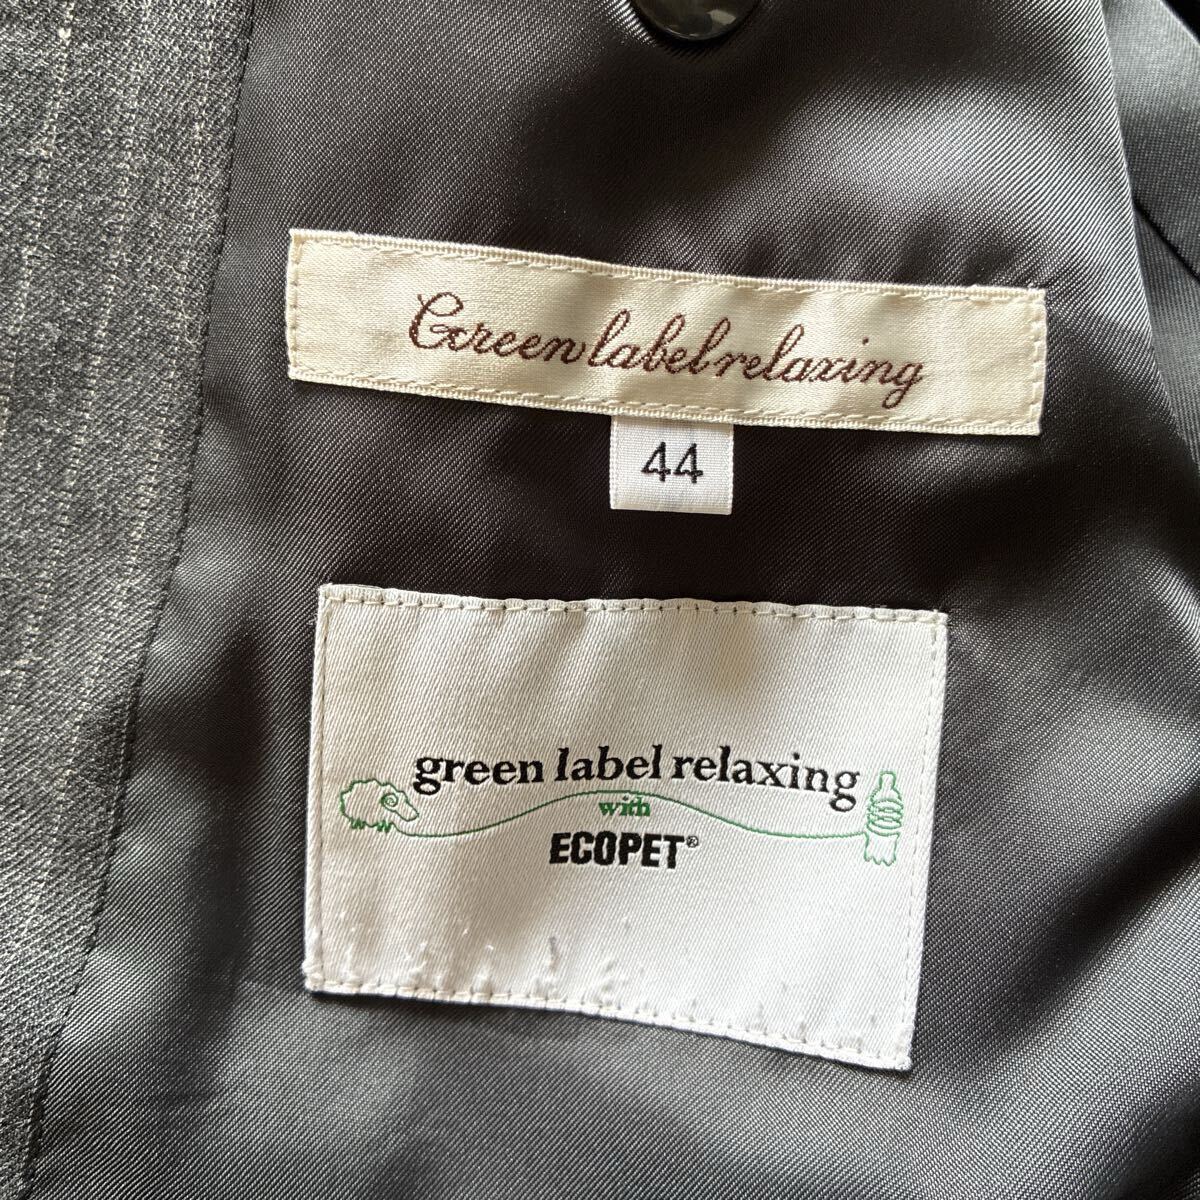 Green label relaxing
44
green label relaxing
with
ECOPET®